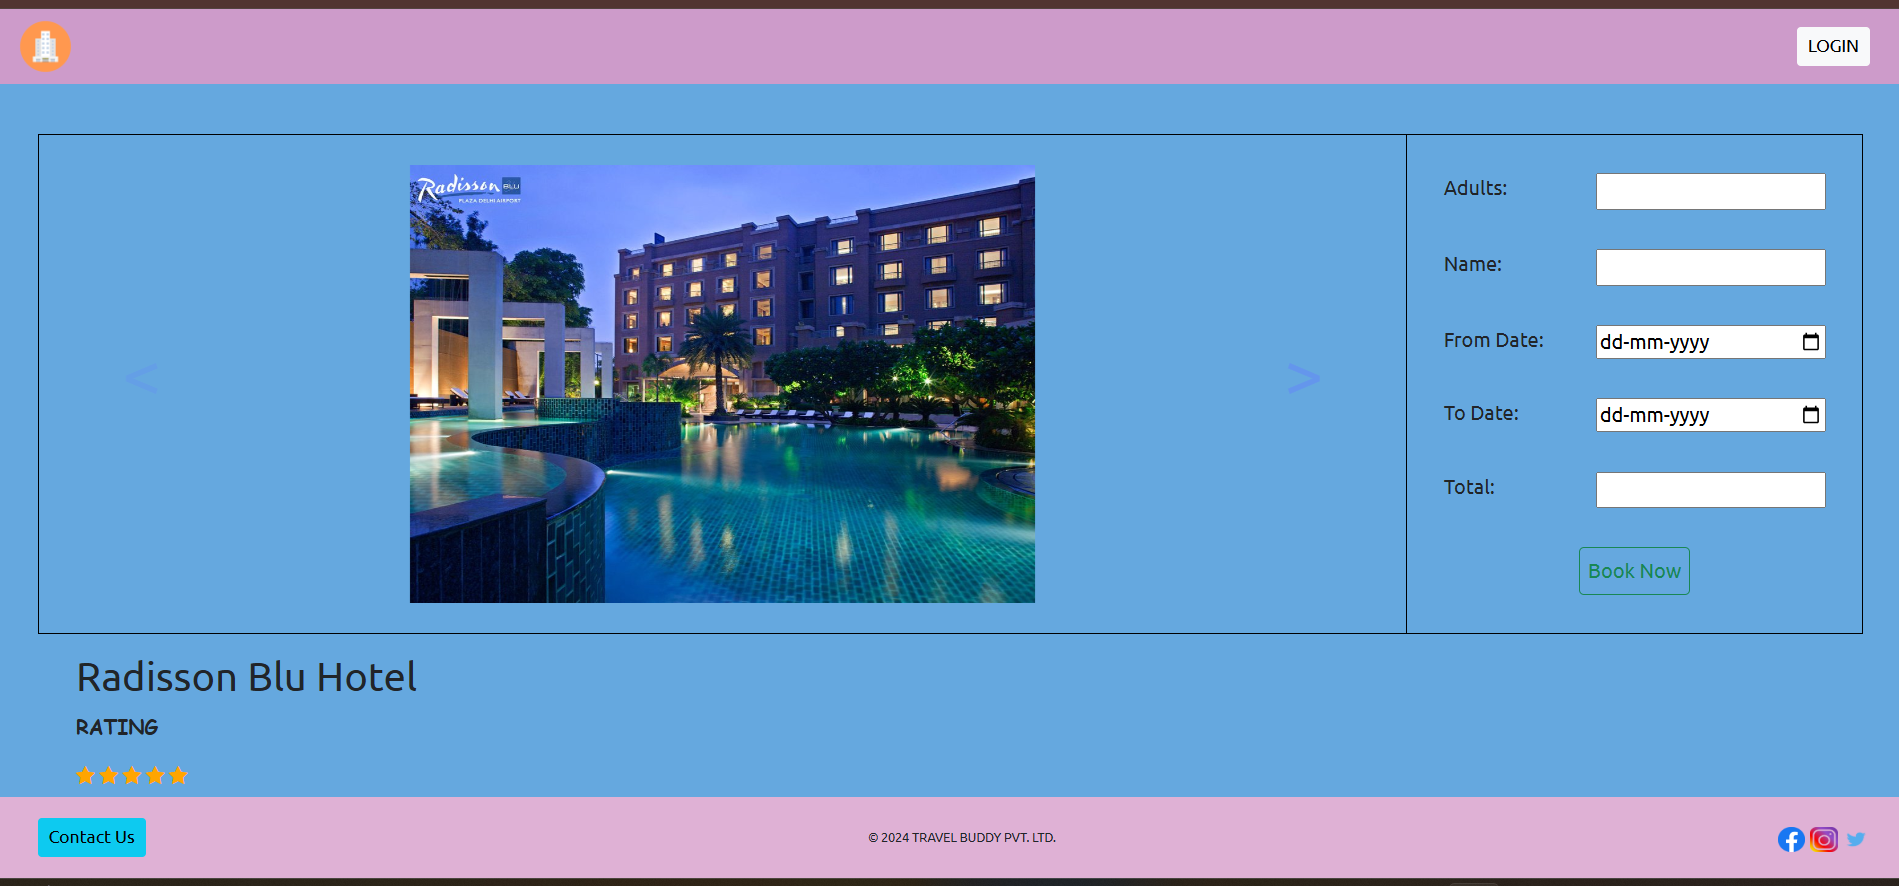 LOGIN
Radisson BLU
PLAZA DELHI AIRPORT
<
>
Adults:
Name:
From Date: dd-mm-yyyy
To Date: dd-mm-yyyy
Total:
Book Now
Radisson Blu Hotel
RATING
Contact Us
© 2024 TRAVEL BUDDY PVT. LTD.